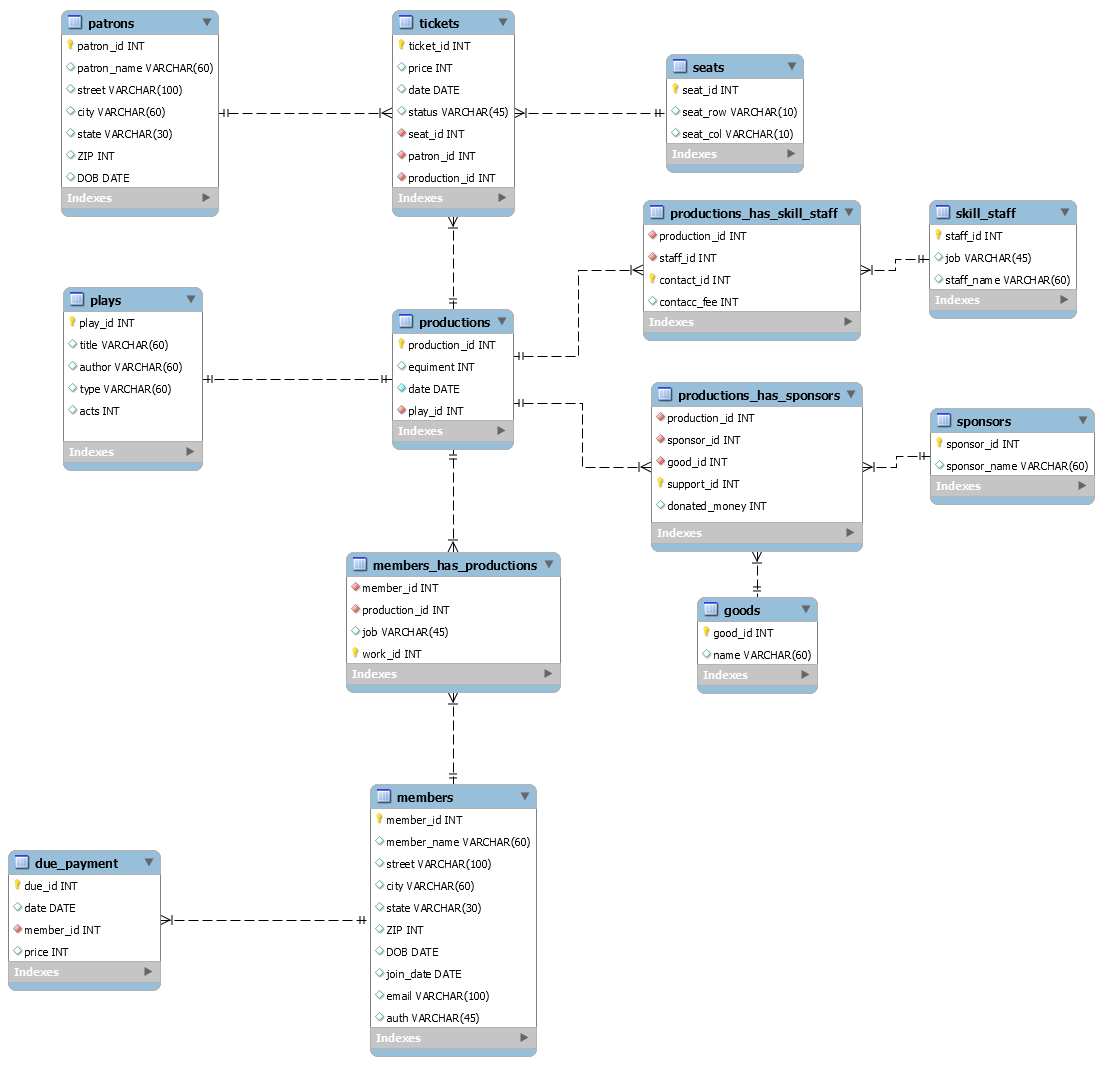 patrons
patron_id INT
patron_name VARCHAR(60)
street VARCHAR(100)
city VARCHAR(60)
state VARCHAR(30)
ZIP INT
DOB DATE
Indexes
tickets
ticket_id INT
price INT
date DATE
status VARCHAR(45)
seat_id INT
patron_id INT
production_id INT
Indexes
seats
seat_id INT
seat_row VARCHAR(10)
seat_col VARCHAR(10)
Indexes
productions_has_skill_staff
production_id INT
staff_id INT
contact_id INT
contacc_fee INT
Indexes
skill_staff
staff_id INT
job VARCHAR(45)
staff_name VARCHAR(60)
Indexes
plays
play_id INT
title VARCHAR(60)
author VARCHAR(60)
type VARCHAR(60)
acts INT
Indexes
productions
production_id INT
equiment INT
date DATE
play_id INT
Indexes
productions_has_sponsors
production_id INT
sponsor_id INT
good_id INT
support_id INT
donated_money INT
Indexes
sponsors
sponsor_id INT
sponsor_name VARCHAR(60)
Indexes
members_has_productions
member_id INT
production_id INT
job VARCHAR(45)
work_id INT
Indexes
goods
good_id INT
name VARCHAR(60)
Indexes
members
member_id INT
member_name VARCHAR(60)
street VARCHAR(100)
city VARCHAR(60)
state VARCHAR(30)
ZIP INT
DOB DATE
join_date DATE
email VARCHAR(100)
auth VARCHAR(45)
Indexes
due_payment
due_id INT
date DATE
member_id INT
price INT
Indexes